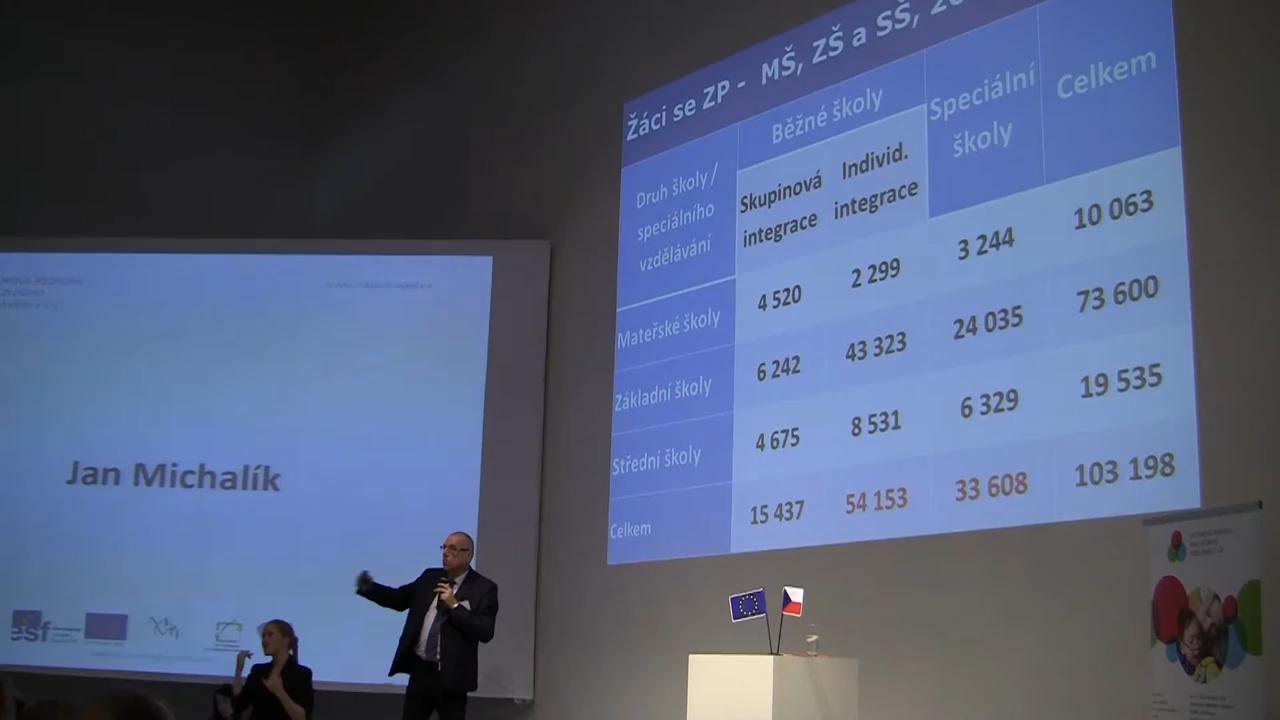 Žáci se ZP - MŠ, ZŠ a SŠ,
Druh školy /
speciálního
vzdělávání
Běžné školy
Speciální
školy
Celkem
Skupinová
integrace
Individ.
integrace
Mateřské školy
4 520
2 299
3 244
10 063
Základní školy
6 242
43 323
24 035
73 600
Střední školy
4 675
8 531
6 329
19 535
Celkem
15 437
54 153
33 608
103 198
Jan Michalík
esf